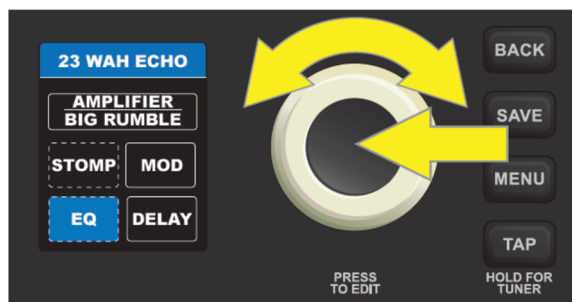 23 WAH ECHO
AMPLIFIER
BIG RUMBLE
STOMP MOD
EQ DELAY
BACK
SAVE
MENU
TAP
PRESS
TO EDIT
HOLD FOR
TUNER